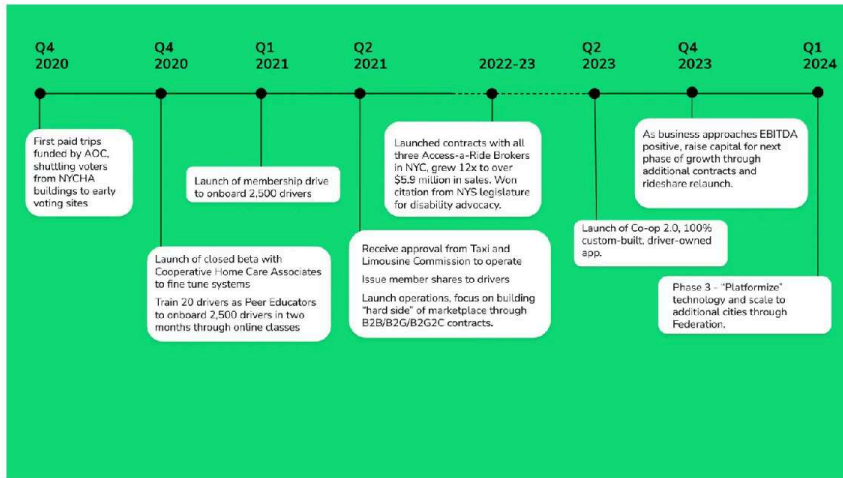 Q4
2020
Q4
2020
Q1
2021
Q2
2021
2022-23
Q2
2023
Q4
2023
Q1
2024
First paid trips
funded by AOC,
shuttling voters
from NYCHA
buildings to early
voting sites
Launch of closed beta with
Cooperative Home Care Associates
to fine tune systems
Train 20 drivers as Peer Educators
to onboard 2,500 drivers in two
months through online classes
Launch of membership drive
to onboard 2,500 drivers
Receive approval from Taxi and
Limousine Commission to operate
Issue member shares to drivers
Launch operations, focus on building
“hard side” of marketplace through
B2B/B2G/B2G2C contracts.
Launched contracts with all
three Access-a-Ride Brokers
in NYC, grew 12x to over
$5.9 million in sales. Won
citation from NYS legislature
for disability advocacy.
Launch of Co-op 2.0, 100%
custom-built, driver-owned
app.
As business approaches EBITDA
positive, raise capital for next
phase of growth through
additional contracts and
rideshare relaunch.
Phase 3 - “Platformize”
technology and scale to
additional cities through
Federation.